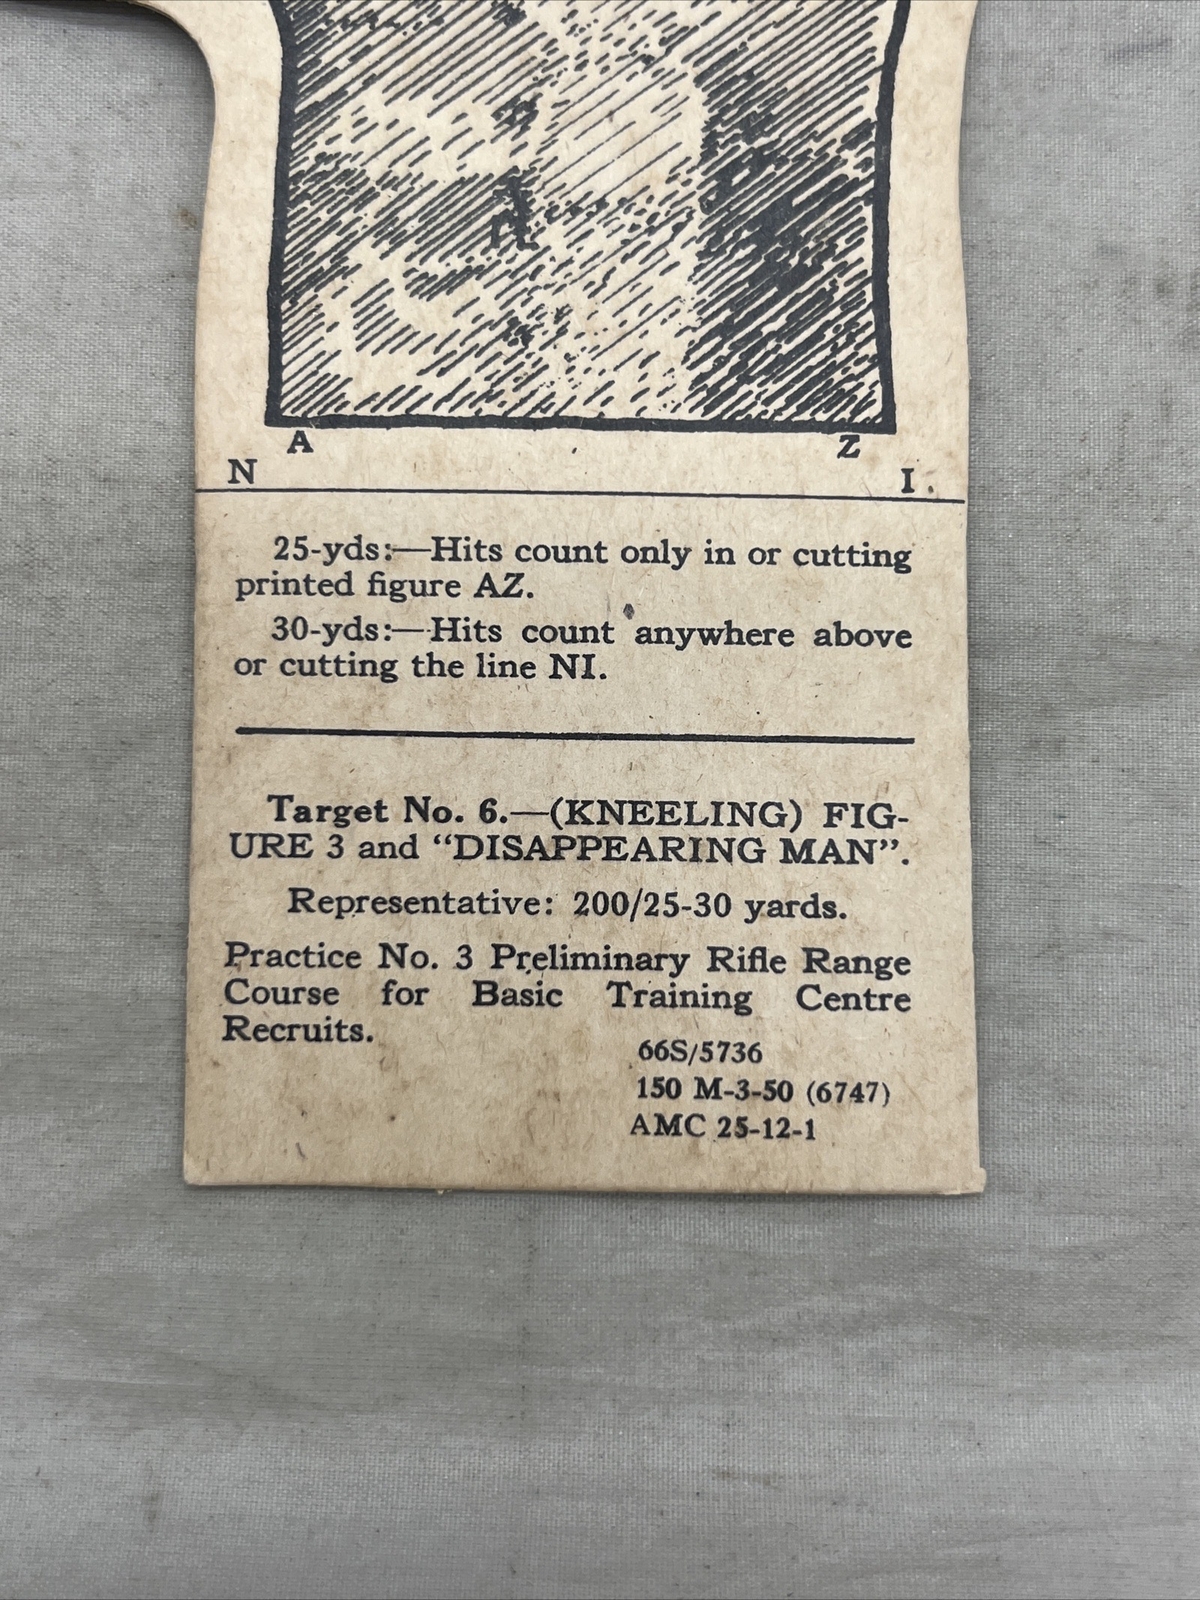 A Z
N I.
25-yds:—Hits count only in or cutting
printed figure AZ.
30-yds:—Hits count anywhere above
or cutting the line NI.
Target No. 6.—(KNEELING) FIG-
URE 3 and “DISAPPEARING MAN”.
Representative: 200/25-30 yards.
Practice No. 3 Preliminary Rifle Range
Course for Basic Training Centre
Recruits.
66S/5736
150 M-3-50 (6747)
AMC 25-12-1